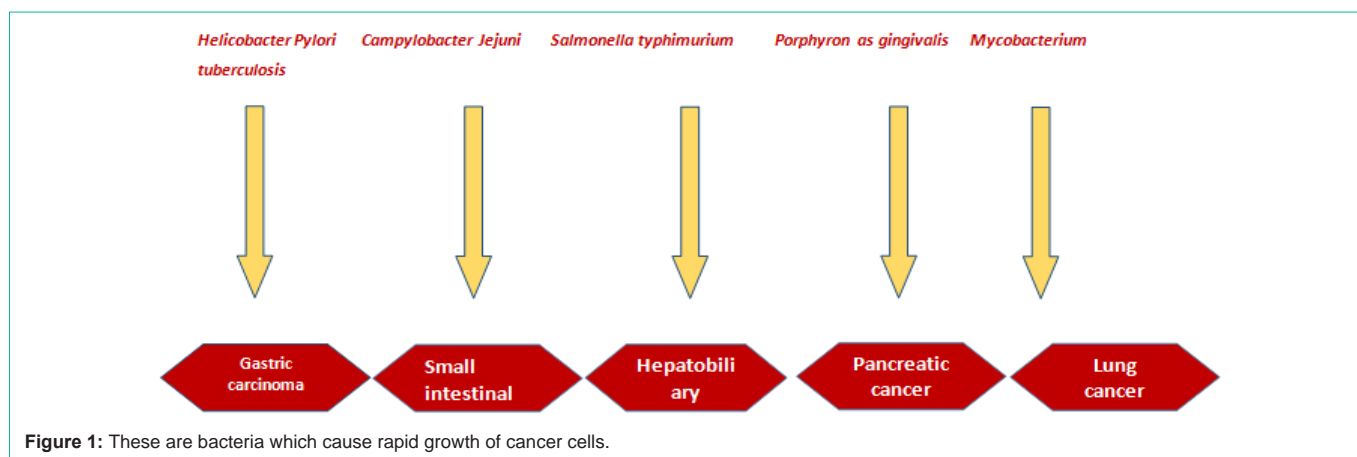 Helicobacter Pylori Campylobacter Jejuni Salmonella typhimurium Porphyron as gingivalis Mycobacterium
tuberculosis
Gastric
carcinoma
Small
intestinal
Hepatobili
ary
Pancreatic
cancer
Lung
cancer
Figure 1: These are bacteria which cause rapid growth of cancer cells.